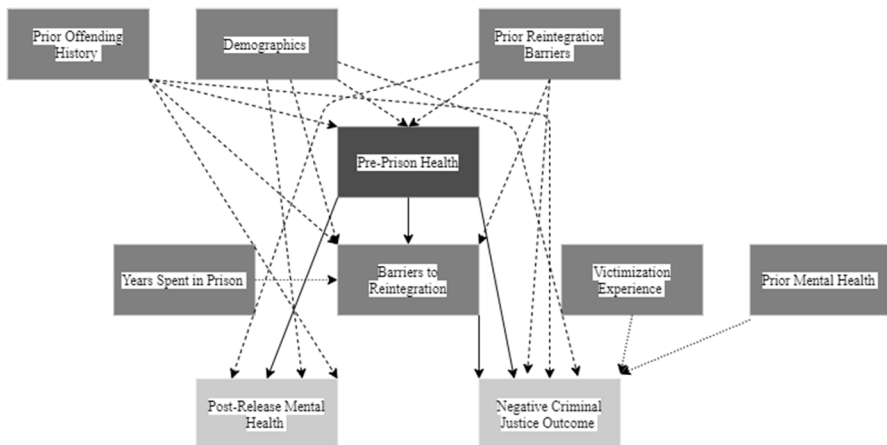 Prior Offending
History
Demographics
Prior Reintegration
Barriers
Pre-Prison Health
Years Spent in Prison
Barriers to
Reintegration
Victimization
Experience
Prior Mental Health
Post-Release Mental
Health
Negative Criminal
Justice Outcome